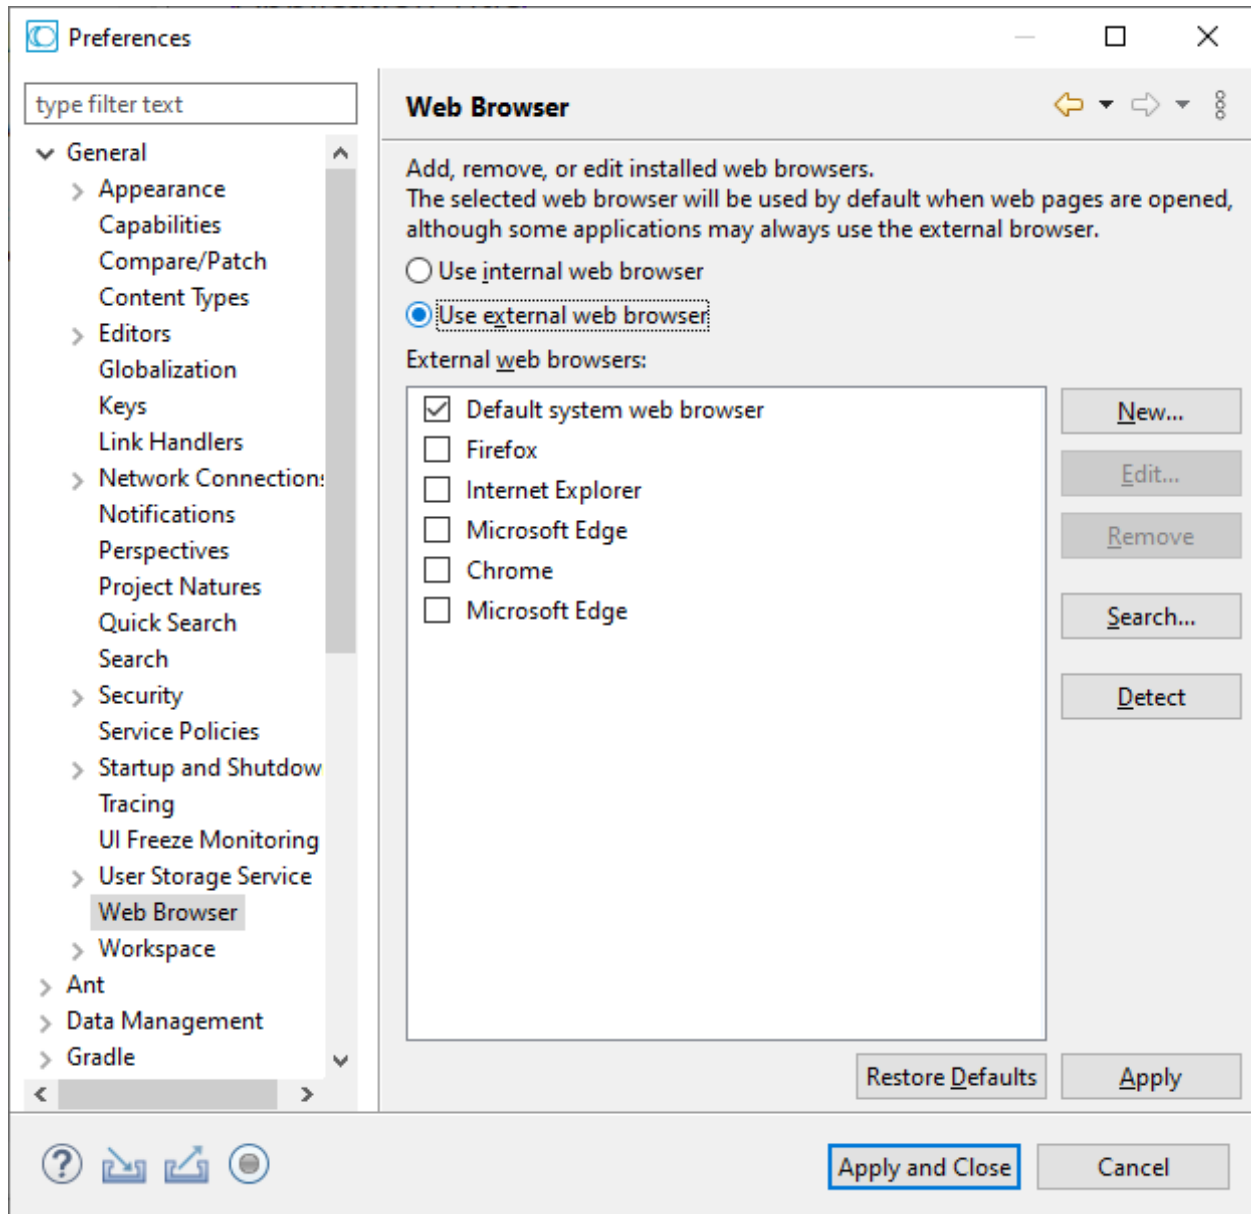 Preferences
type filter text
General
Appearance
Capabilities
Compare/Patch
Content Types
Editors
Globalization
Keys
Link Handlers
Network Connections
Notifications
Perspectives
Project Natures
Quick Search
Search
Security
Service Policies
Startup and Shutdow
Tracing
UI Freeze Monitoring
User Storage Service
Web Browser
Workspace
Ant
Data Management
Gradle
Web Browser
Add, remove, or edit installed web browsers.
The selected web browser will be used by default when web pages are opened,
although some applications may always use the external browser.
Use internal web browser
Use external web browser
External web browsers:
Default system web browser
Firefox
Internet Explorer
Microsoft Edge
Chrome
Microsoft Edge
New...
Edit...
Remove
Search...
Detect
Restore Defaults
Apply
Apply and Close
Cancel